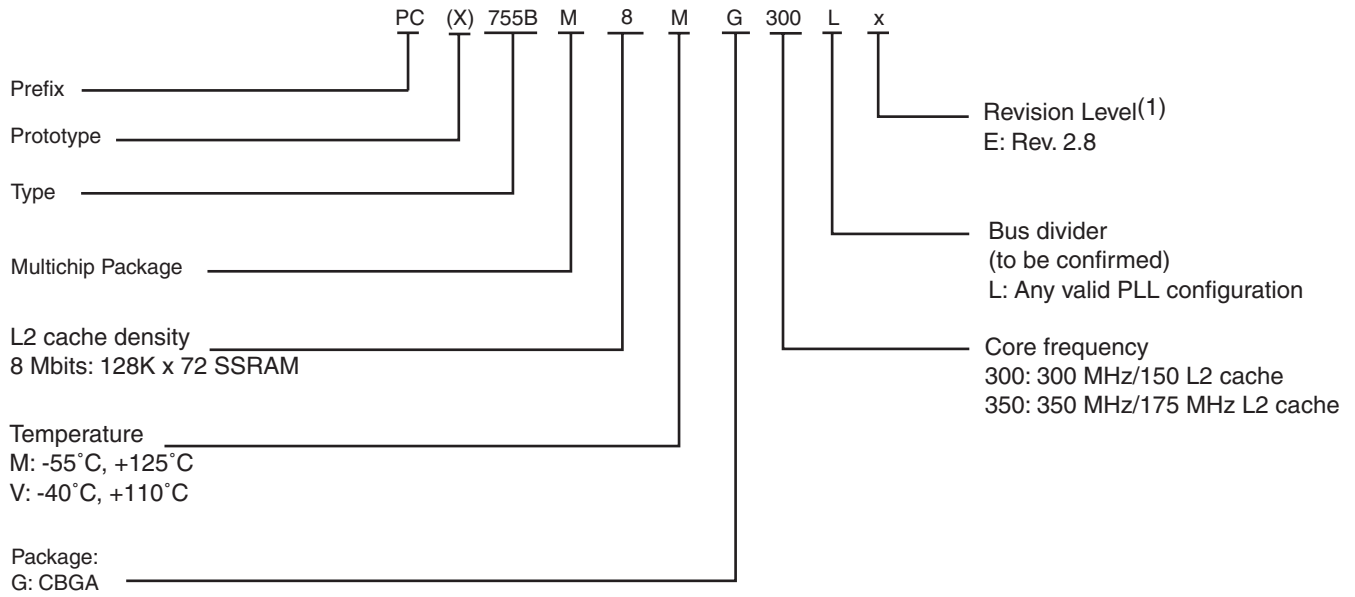 PC (X) 755B M 8 M G 300 L x
Prefix
Prototype
Type
Multichip Package
L2 cache density
8 Mbits: 128K x 72 SSRAM
Temperature
M: -55˚C, +125˚C
V: -40˚C, +110˚C
Package:
G: CBGA
Revision Level(1)
E: Rev. 2.8
Bus divider
(to be confirmed)
L: Any valid PLL configuration
Core frequency
300: 300 MHz/150 L2 cache
350: 350 MHz/175 MHz L2 cache